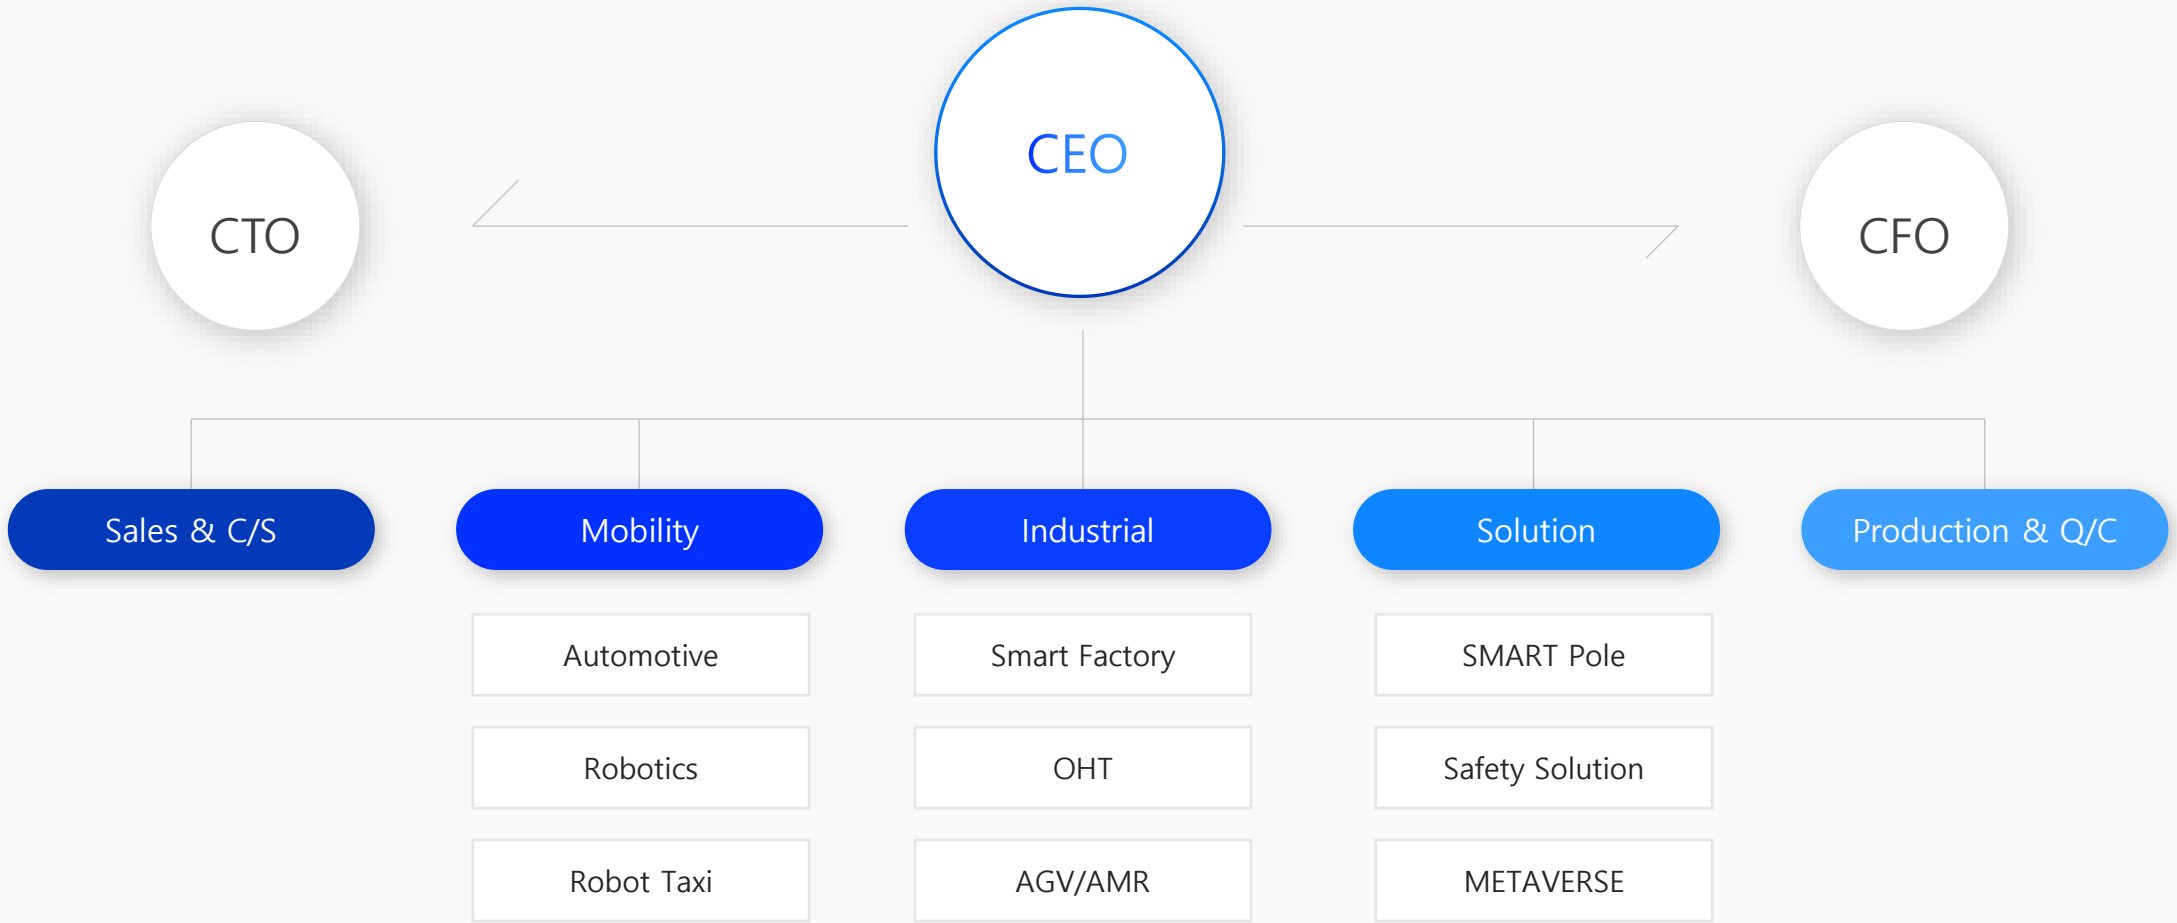 CEO
CTO
CFO
Sales & C/S
Mobility
Industrial
Solution
Production & Q/C
Automotive
Smart Factory
SMART Pole
Robotics
OHT
Safety Solution
Robot Taxi
AGV/AMR
METAVERSE